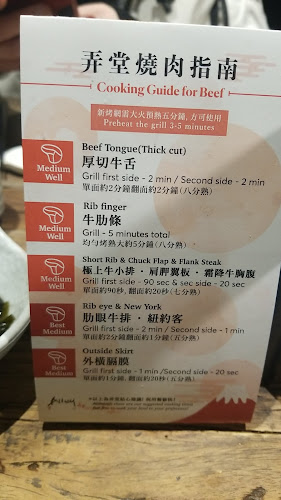 弄堂燒肉指南
Cooking Guide for Beef
新烤網需大火預熱五分鐘, 方可使用
Preheat the grill 3-5 minutes
Beef Tongue(Thick cut)
厚切牛舌
Medium Well
Grill first side - 2 min / Second side - 2 min
單面約2分鐘翻面約2分鐘(八分熟)
Rib finger
牛肋條
Medium Well
Grill - 5 minutes total
均勻烤熟大約5分鐘(八分熟)
Short Rib & Chuck Flap & Flank Steak
極上牛小排・肩胛翼板・霜降牛胸腹
Medium Well
Grill first side - 90 sec & sec side - 20 sec
單面約90秒, 翻面約20秒(七分熟)
Rib eye & New York
肋眼牛排・紐約客
Best Medium
Grill first side - 2 min / Second side - 1 min
單面約2分鐘翻面約1分鐘(五分熟)
Outside Skirt
外橫膈膜
Best Medium
Grill first side - 1 min /Second side - 20 sec
單面約1分鐘, 翻面約20秒(五分熟)